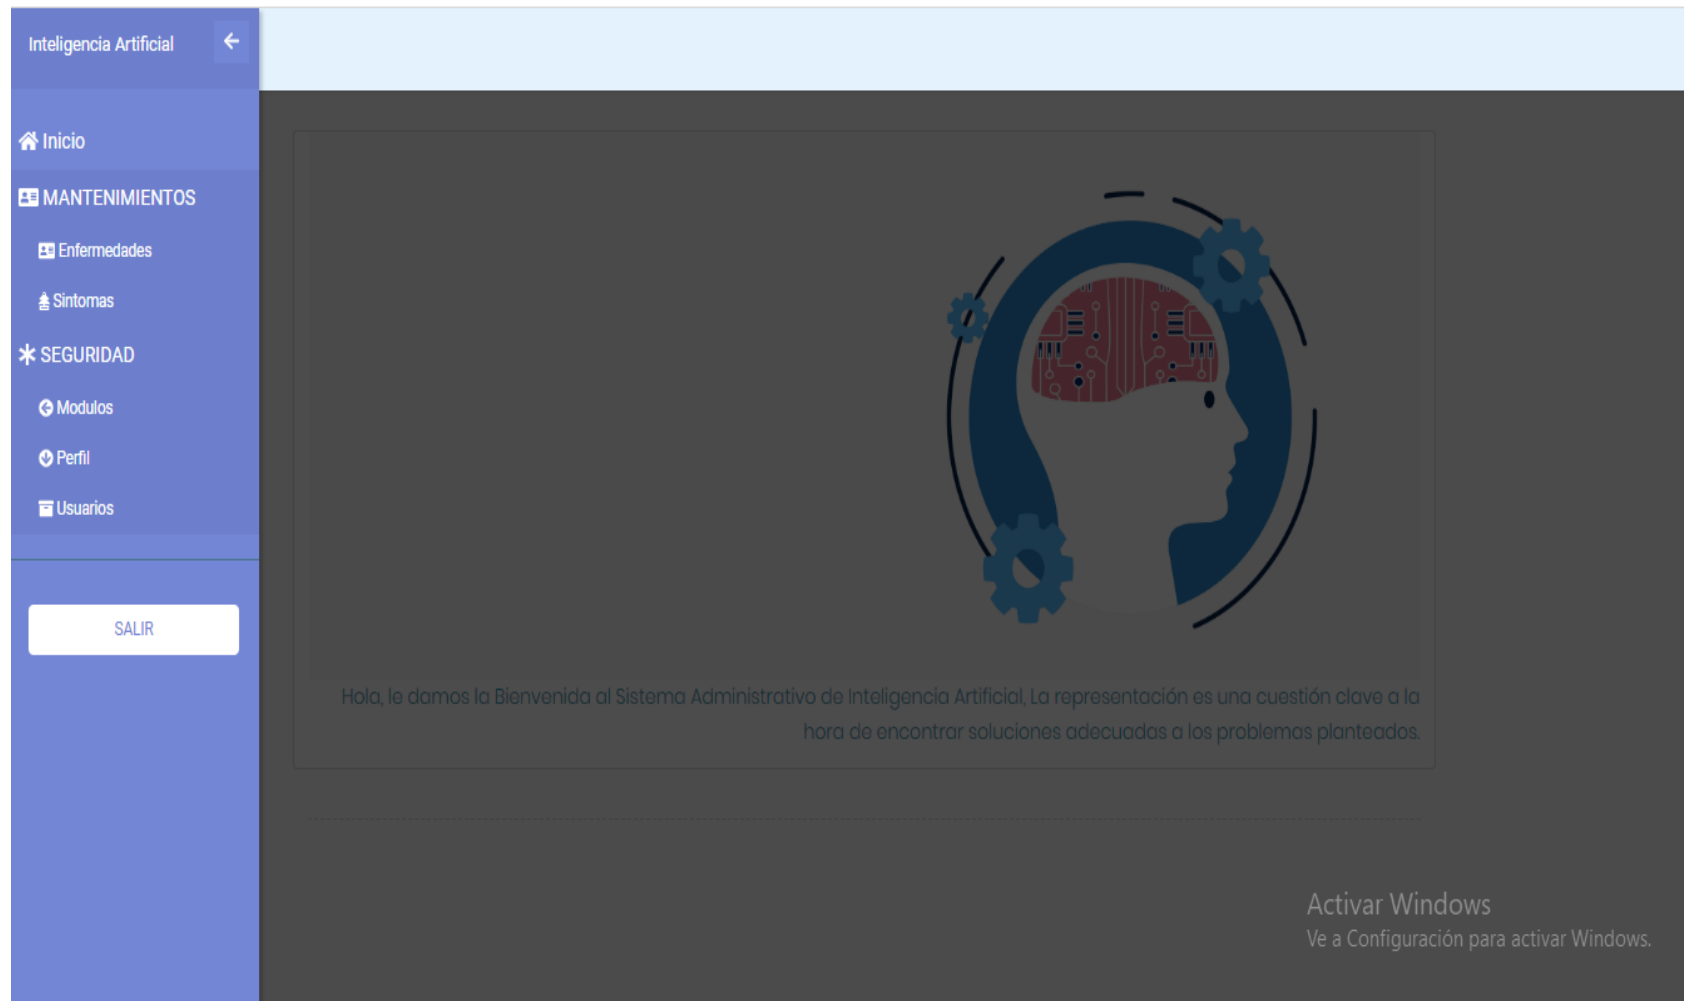 Inteligencia Artificial
Inicio
MANTENIMIENTOS
Enfermedades
Sintomas
SEGURIDAD
Modulos
Perfil
Usuarios
SALIR
Hola, le damos la Bienvenida al Sistema Administrativo de Inteligencia Artificial, La representación es una cuestión clave a la
hora de encontrar soluciones adecuadas a los problemas planteados.
Activar Windows
Ve a Configuración para activar Windows.